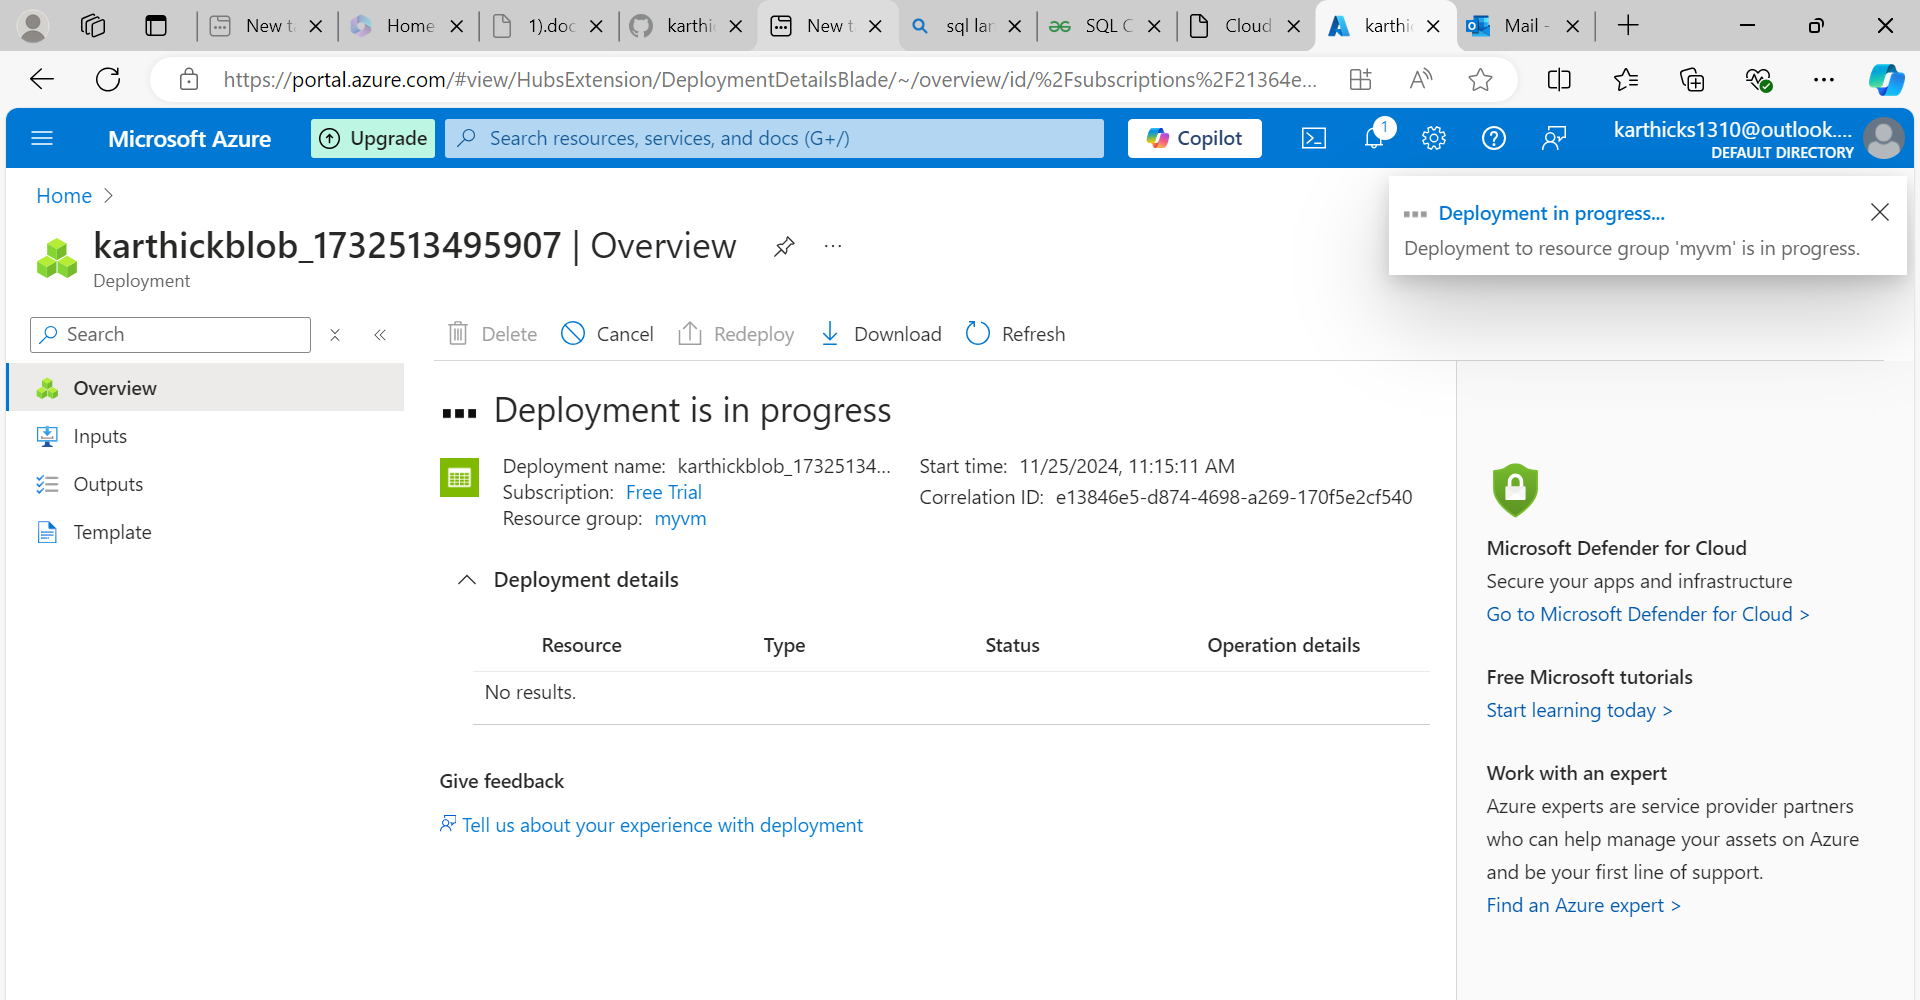 New ta
Home
1).doc
karthic
New ta
sql lan
SQL C
Cloud
karthic
Mail -
https://portal.azure.com/#view/HubsExtension/DeploymentDetailsBlade/~/overview/id/%2Fsubscriptions%2F21364e...
Microsoft Azure
Upgrade
Search resources, services, and docs (G+/)
Copilot
1
karthicks1310@outlook....
DEFAULT DIRECTORY
Home
Deployment in progress...
Deployment to resource group 'myvm' is in progress.
karthickblob_1732513495907 | Overview
Deployment
Search
Delete
Cancel
Redeploy
Download
Refresh
Overview
Inputs
Outputs
Template
Deployment is in progress
Deployment name: karthickblob_17325134...
Subscription: Free Trial
Resource group: myvm
Start time: 11/25/2024, 11:15:11 AM
Correlation ID: e13846e5-d874-4698-a269-170f5e2cf540
Deployment details
Resource Type Status Operation details
No results.
Give feedback
Tell us about your experience with deployment
Microsoft Defender for Cloud
Secure your apps and infrastructure
Go to Microsoft Defender for Cloud >
Free Microsoft tutorials
Start learning today >
Work with an expert
Azure experts are service provider partners
who can help manage your assets on Azure
and be your first line of support.
Find an Azure expert >